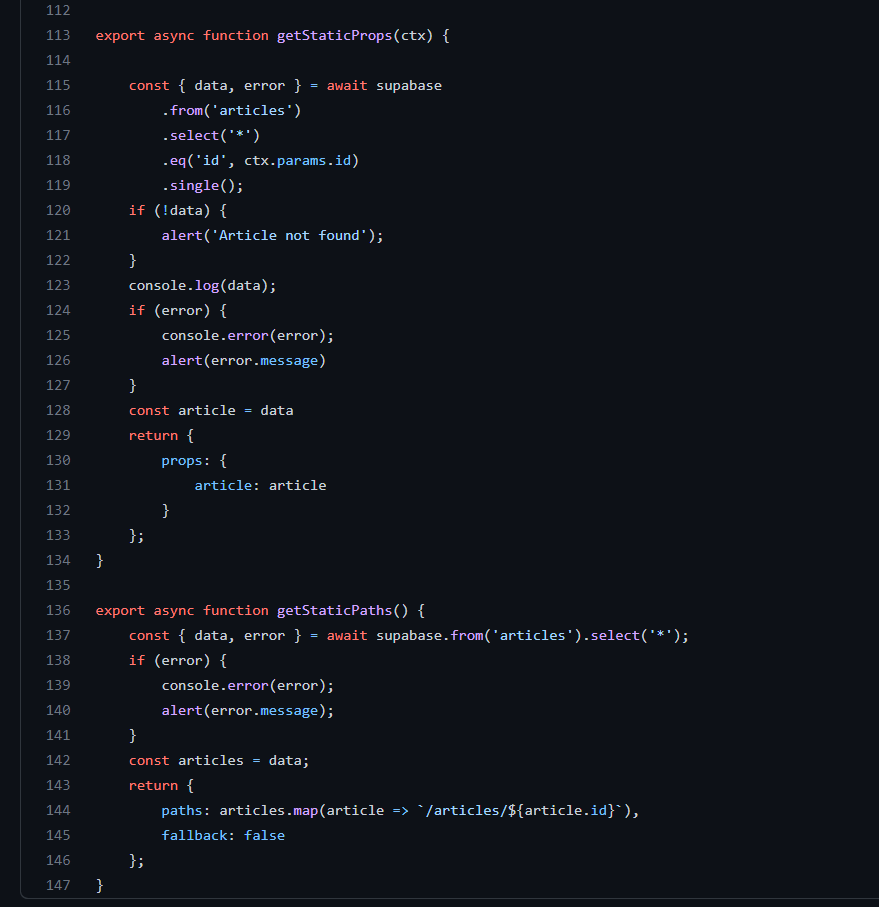 112
113 export async function getStaticProps(ctx) {
114
115     const { data, error } = await supabase
116         .from('articles')
117         .select('*')
118         .eq('id', ctx.params.id)
119         .single();
120     if (!data) {
121         alert('Article not found');
122     }
123     console.log(data);
124     if (error) {
125         console.error(error);
126         alert(error.message)
127     }
128     const article = data
129     return {
130         props: {
131             article: article
132         }
133     };
134 }
135
136 export async function getStaticPaths() {
137     const { data, error } = await supabase.from('articles').select('*');
138     if (error) {
139         console.error(error);
140         alert(error.message);
141     }
142     const articles = data;
143     return {
144         paths: articles.map(article => `/articles/${article.id}`),
145         fallback: false
146     };
147 }